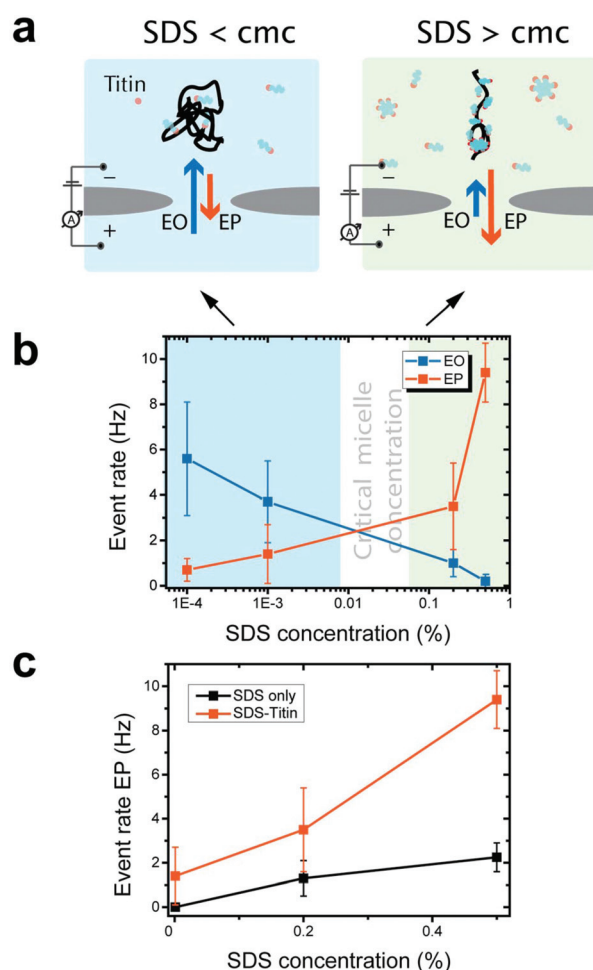 a
SDS < cmc
SDS > cmc
Titin
−
A
+
EO
EP
−
A
+
EO
EP
b
10
8
6
4
2
0
Event rate (Hz)
EO
EP
Critical micelle
concentration
1E-4
1E-3
0.01
0.1
1
SDS concentration (%)
c
10
8
6
4
2
0
Event rate EP (Hz)
SDS only
SDS-Titin
0
0.2
0.4
SDS concentration (%)